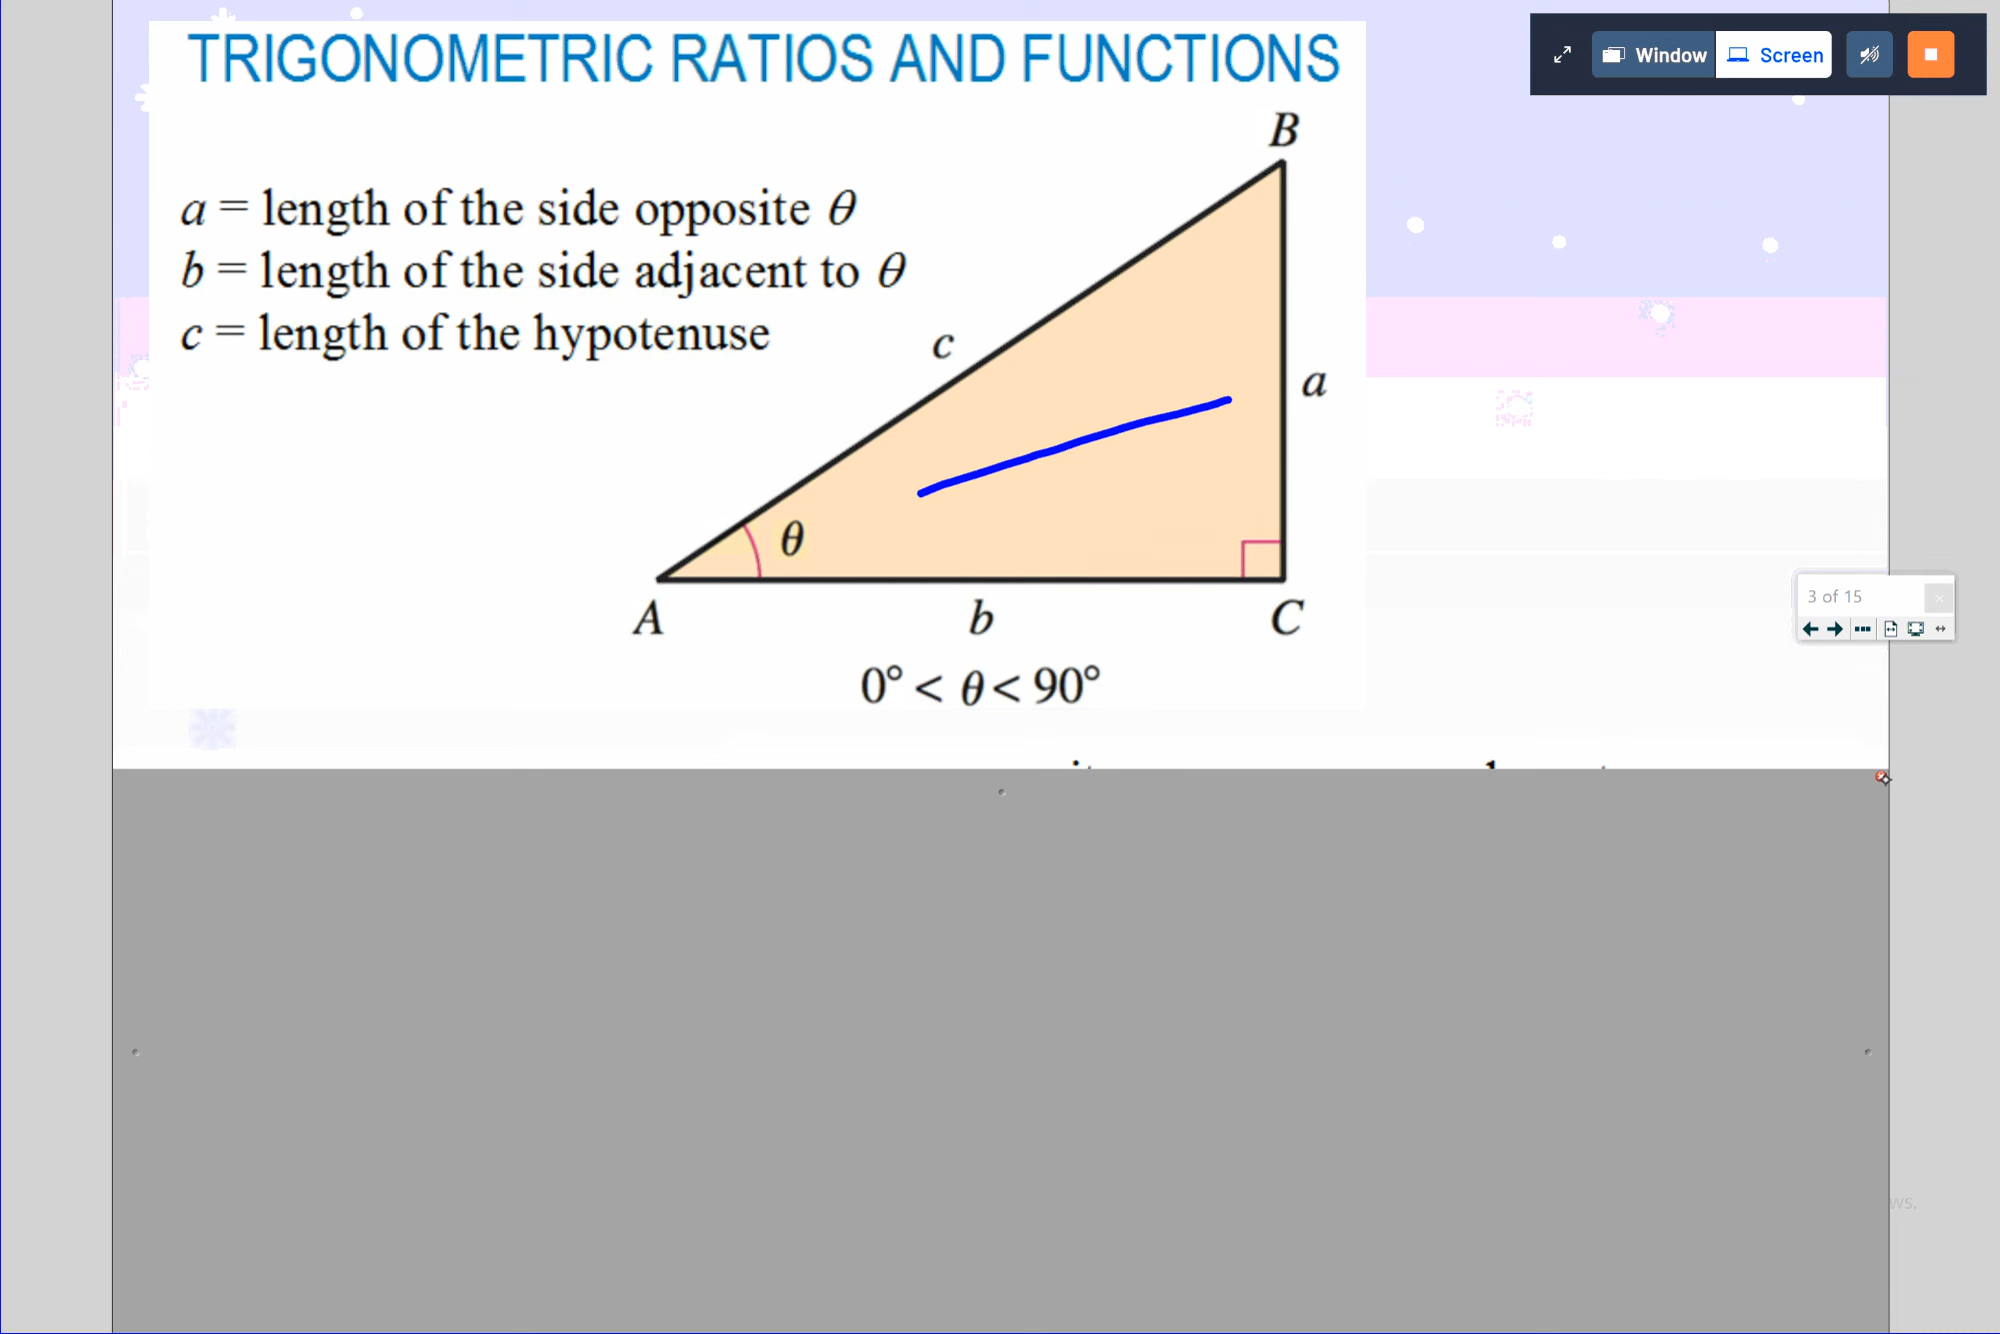 TRIGONOMETRIC RATIOS AND FUNCTIONS
Window
Screen
B
a = length of the side opposite θ
b = length of the side adjacent to θ
c = length of the hypotenuse
c
a
θ
A
b
C
3 of 15
0° < θ < 90°
ws.